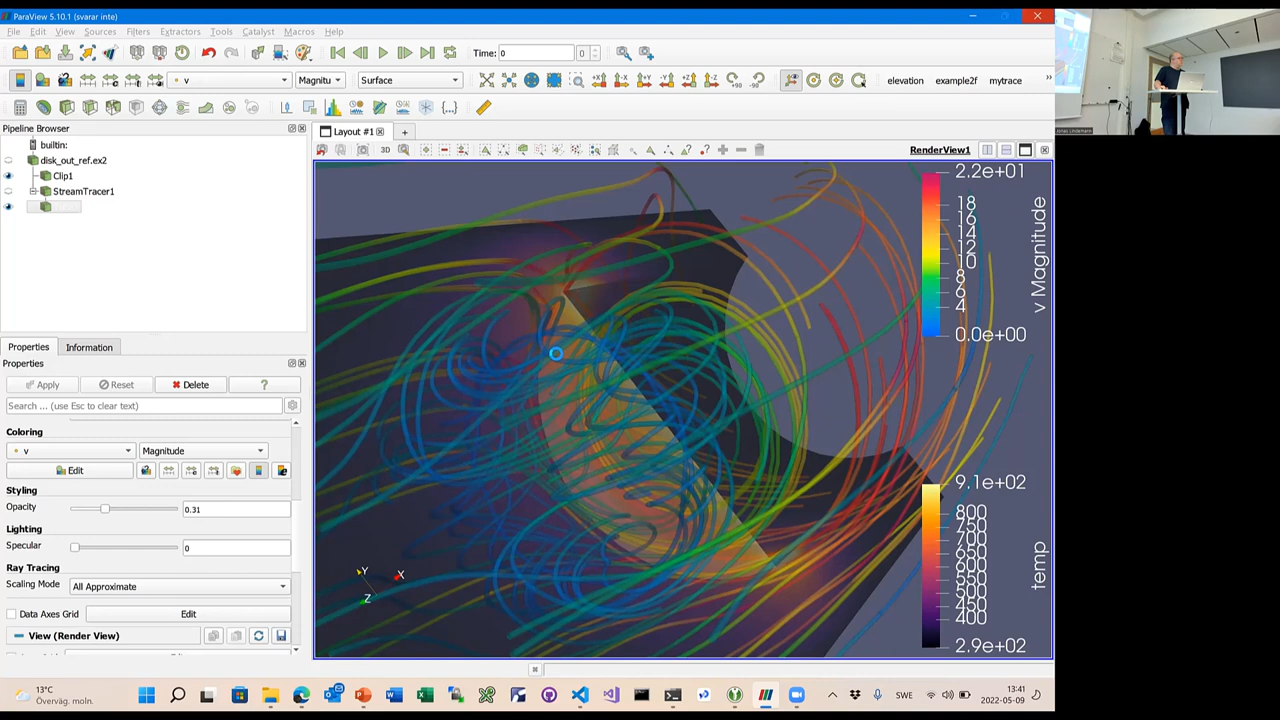 ParaView 5.10.1 (svarar inte)
File Edit View Sources Filters Extractors Tools Catalyst Macros Help
Time: 0 0
v Magnitu Surface elevation example2f mytrace »
Pipeline Browser
Layout #1 +
builtin:
3D RenderView1
disk_out_ref.ex2
Clip1
StreamTracer1
2.2e+01
18
16
14
12
10
8
6
4
0.0e+00
v Magnitude
Properties Information
Properties
Apply Reset Delete ?
Search ... (use Esc to clear text)
Coloring
v Magnitude
Edit
Styling
Opacity 0.31
Lighting
Specular 0
Ray Tracing
Scaling Mode All Approximate
Data Axes Grid Edit
View (Render View)
9.1e+02
800
750
700
650
600
550
500
450
400
2.9e+02
temp
Y
X
Z
Jonas Lindemann
13°C
Överväg. moln.
SWE
13:41
2022-05-09